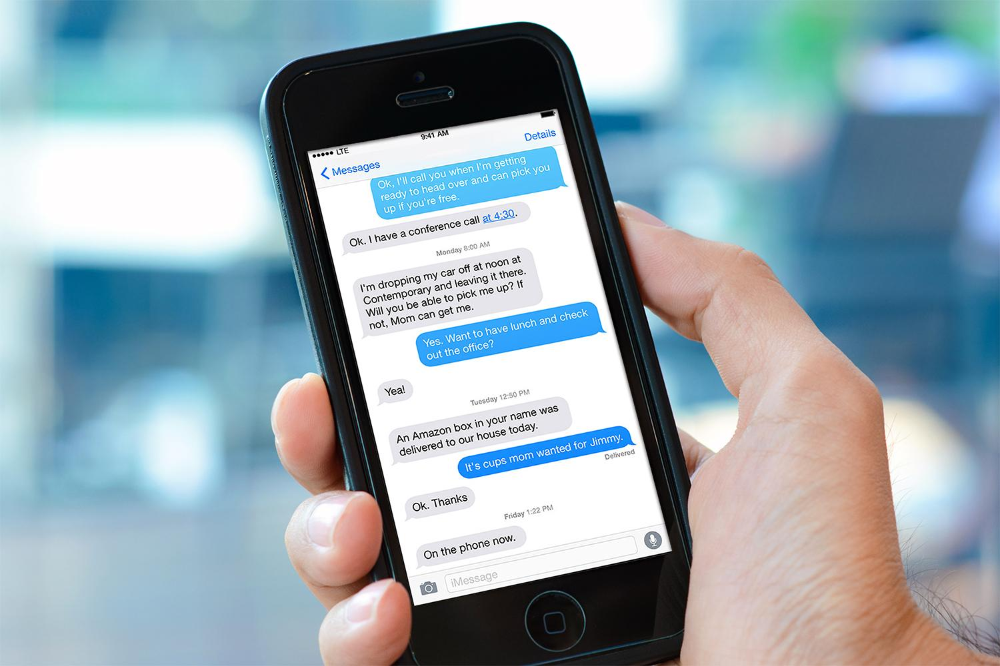 ●●●●● LTE 9:41 AM
Messages Details
Ok, I'll call you when I'm getting
ready to head over and can pick you
up if you're free.
Ok. I have a conference call at 4:30.
Monday 8:00 AM
I'm dropping my car off at noon at
Contemporary and leaving it there.
Will you be able to pick me up? If
not, Mom can get me.
Yes. Want to have lunch and check
out the office?
Yea!
Tuesday 12:50 PM
An Amazon box in your name was
delivered to our house today.
It's cups mom wanted for Jimmy.
Delivered
Ok. Thanks
Friday 1:22 PM
On the phone now.
iMessage